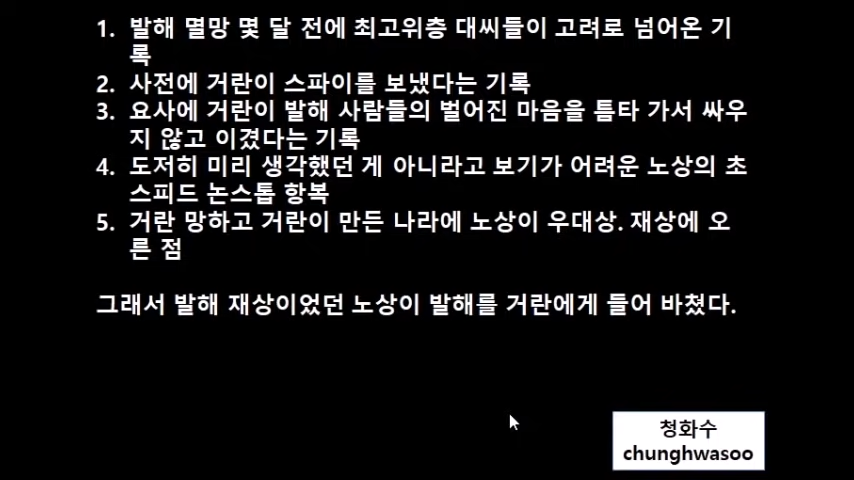 1. 발해 멸망 몇 달 전에 최고위층 대씨들이 고려로 넘어온 기
록
2. 사전에 거란이 스파이를 보냈다는 기록
3. 요사에 거란이 발해 사람들의 벌어진 마음을 틈타 가서 싸우
지 않고 이겼다는 기록
4. 도저히 미리 생각했던 게 아니라고 보기가 어려운 노상의 초
스피드 논스톱 항복
5. 거란 망하고 거란이 만든 나라에 노상이 우대상. 재상에 오
른 점
그래서 발해 재상이었던 노상이 발해를 거란에게 들어 바쳤다.
청화수
chunghwasoo